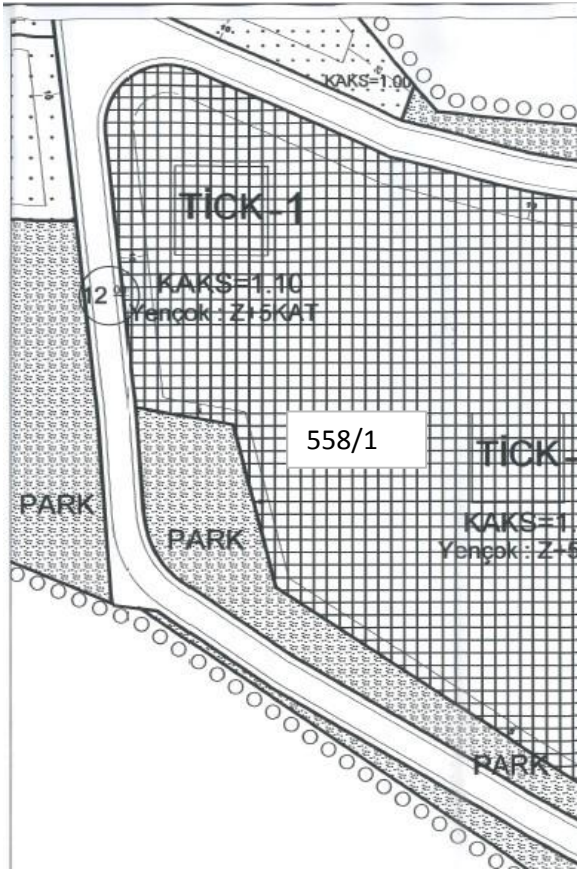 KAKS=1.00
TİCK-1
KAKS=1.10
Yençok : Z+5KAT
12
558/1
TİCK-
KAKS=1.
Yençok : Z+5
PARK
PARK
PARK